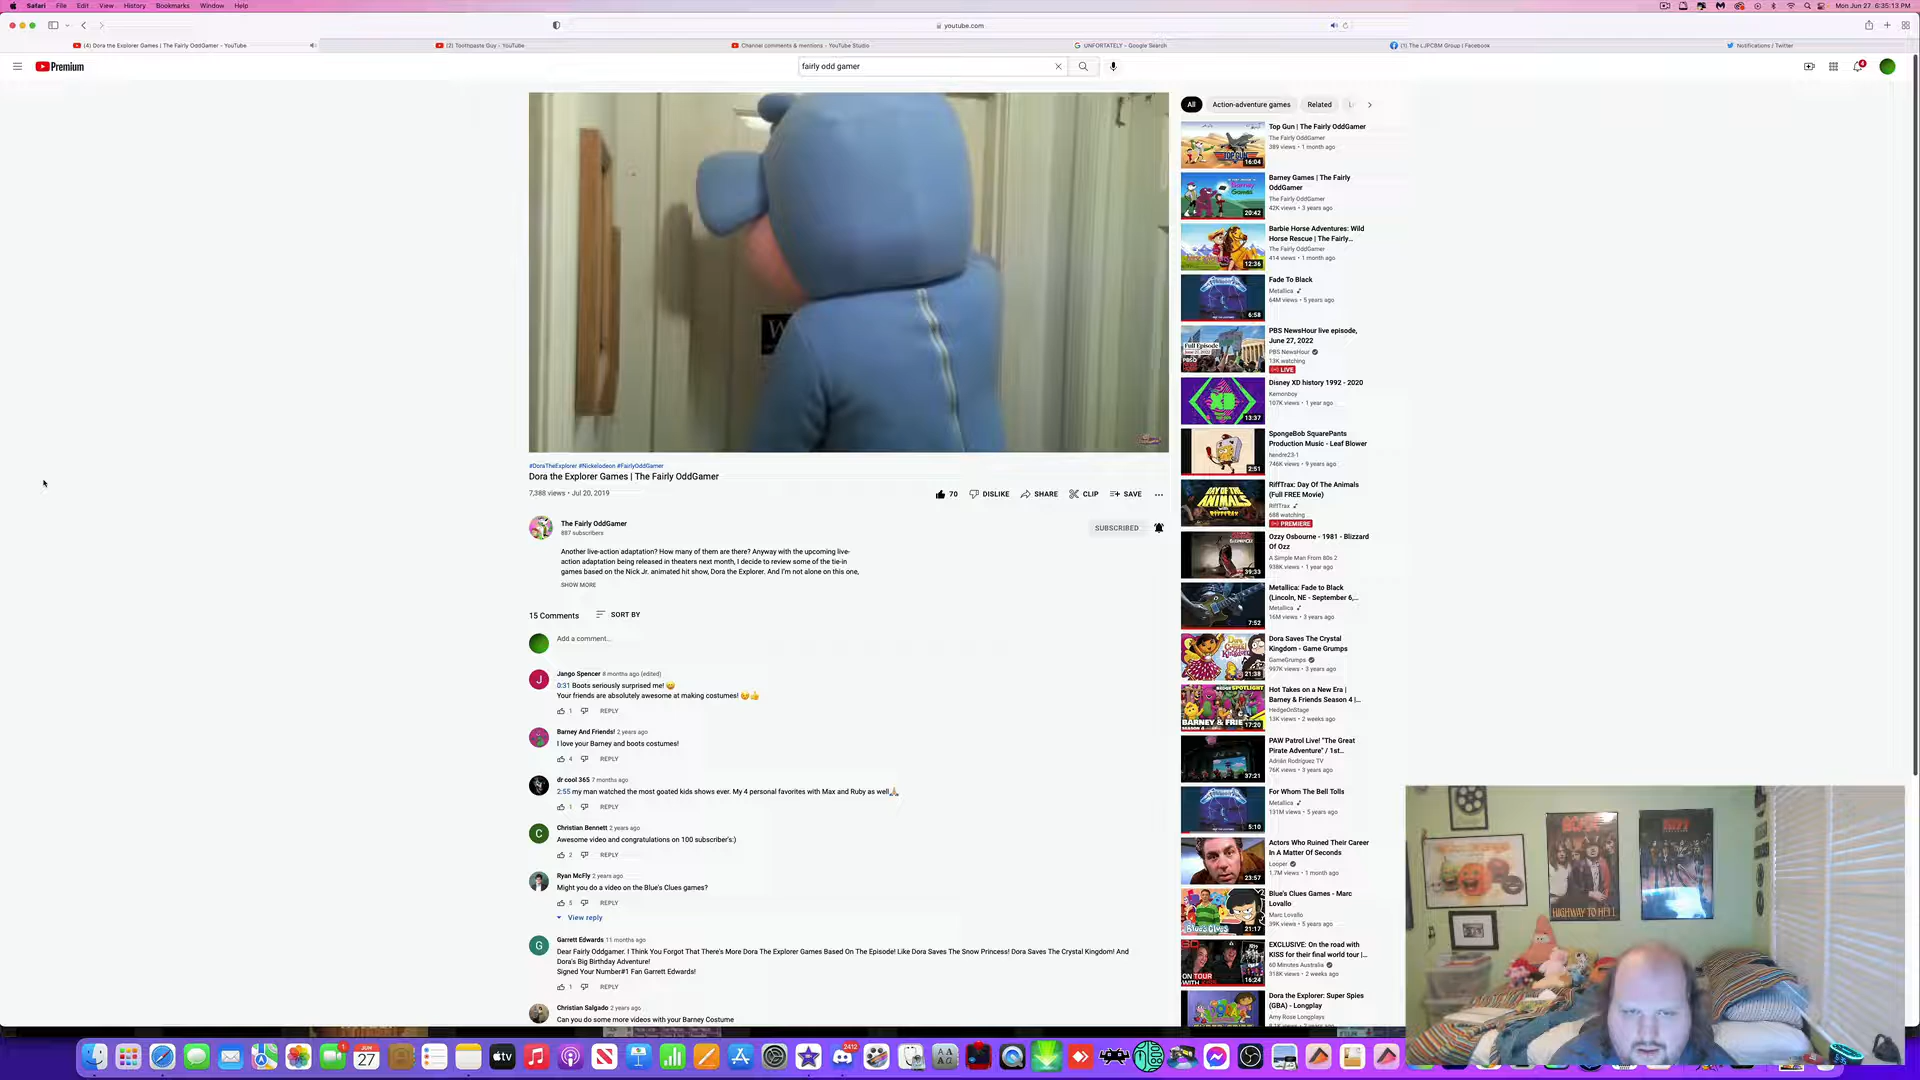 Safari File Edit View History Bookmarks Window Help
Mon Jun 27 6:35:13 PM
youtube.com
(4) Dora the Explorer Games | The Fairly OddGamer - YouTube
(2) Toothpaste Guy - YouTube
Channel comments & mentions - YouTube Studio
UNFORTATELY - Google Search
(1) The LJPCBM Group | Facebook
Notifications / Twitter
Premium
fairly odd gamer
4
#DoraTheExplorer #Nickelodeon #FairlyOddGamer
Dora the Explorer Games | The Fairly OddGamer
7,388 views • Jul 20, 2019
70 DISLIKE SHARE CLIP SAVE
The Fairly OddGamer
887 subscribers
SUBSCRIBED
Another live-action adaptation? How many of them are there? Anyway with the upcoming live-
action adaptation being released in theaters next month, I decide to review some of the tie-in
games based on the Nick Jr. animated hit show, Dora the Explorer. And I'm not alone on this one,
SHOW MORE
15 Comments SORT BY
Add a comment...
J
Jango Spencer 8 months ago (edited)
0:31 Boots seriously surprised me!
Your friends are absolutely awesome at making costumes!
1 REPLY
Barney And Friends! 2 years ago
I love your Barney and boots costumes!
4 REPLY
dr cool 365 7 months ago
2:55 my man watched the most goated kids shows ever. My 4 personal favorites with Max and Ruby as well
1 REPLY
C
Christian Bennett 2 years ago
Awesome video and congratulations on 100 subscriber's:)
2 REPLY
Ryan McFly 2 years ago
Might you do a video on the Blue's Clues games?
5 REPLY
View reply
G
Garrett Edwards 11 months ago
Dear Fairly Oddgamer. I Think You Forgot That There's More Dora The Explorer Games Based On The Episode! Like Dora Saves The Snow Princess! Dora Saves The Crystal Kingdom! And
Dora's Big Birthday Adventure!
Signed Your Number#1 Fan Garrett Edwards!
1 REPLY
Christian Salgado 2 years ago
Can you do some more videos with your Barney Costume
All Action-adventure games Related
Top Gun | The Fairly OddGamer
The Fairly OddGamer
389 views • 1 month ago
16:04
Barney Games | The Fairly
OddGamer
The Fairly OddGamer
42K views • 3 years ago
20:42
Barbie Horse Adventures: Wild
Horse Rescue | The Fairly...
The Fairly OddGamer
414 views • 1 month ago
12:36
Fade To Black
Metallica
64M views • 5 years ago
6:58
PBS NewsHour live episode,
June 27, 2022
PBS NewsHour
13K watching
LIVE
Full Episode
Disney XD history 1992 - 2020
Kemonboy
107K views • 1 year ago
13:37
SpongeBob SquarePants
Production Music - Leaf Blower
hendre23-1
746K views • 9 years ago
2:51
RiffTrax: Day Of The Animals
(Full FREE Movie)
RiffTrax
688 watching
PREMIERE
Ozzy Osbourne - 1981 - Blizzard
Of Ozz
A Simple Man From 80s 2
938K views • 1 year ago
39:33
Metallica: Fade to Black
(Lincoln, NE - September 6,...
Metallica
16M views • 3 years ago
7:52
Dora Saves The Crystal
Kingdom - Game Grumps
GameGrumps
997K views • 3 years ago
21:38
Hot Takes on a New Era |
Barney & Friends Season 4 |...
HedgeOnStage
13K views • 2 weeks ago
17:20
PAW Patrol Live! "The Great
Pirate Adventure" / 1st...
Adrián Rodríguez TV
76K views • 3 years ago
37:21
For Whom The Bell Tolls
Metallica
131M views • 5 years ago
5:10
Actors Who Ruined Their Career
In A Matter Of Seconds
Looper
1.7M views • 1 month ago
23:57
Blue's Clues Games - Marc
Lovallo
Marc Lovallo
39K views • 5 years ago
21:17
EXCLUSIVE: On the road with
KISS for their final world tour |...
60 Minutes Australia
318K views • 2 weeks ago
16:24
Dora the Explorer: Super Spies
(GBA) - Longplay
Amy Rose Longplays
HIGHWAY TO HELL
JUN
27
2412